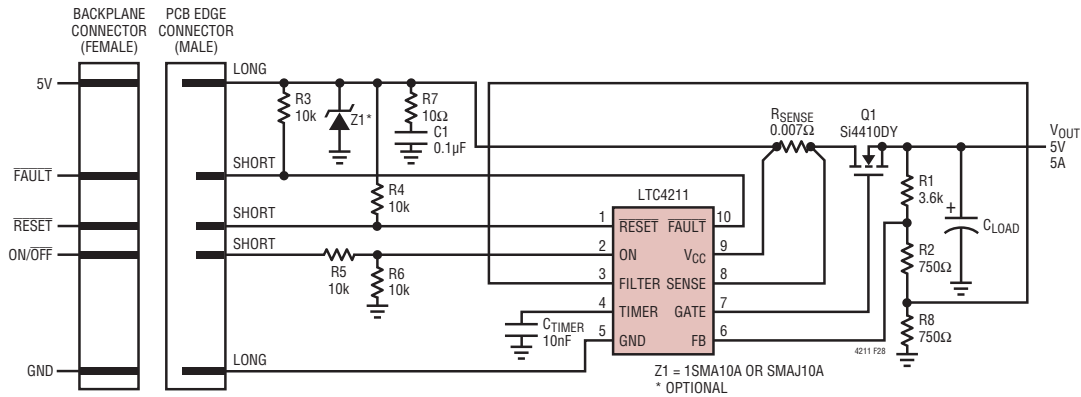 BACKPLANE
CONNECTOR
(FEMALE)
PCB EDGE
CONNECTOR
(MALE)
LONG
5V
R3
10k
Z1*
R7
10Ω
C1
0.1µF
RSENSE
0.007Ω
Q1
Si4410DY
VOUT
5V
5A
SHORT
FAULT
R4
10k
R1
3.6k
+
CLOAD
LTC4211
SHORT
RESET
1
RESET
FAULT
10
SHORT
ON/OFF
2
ON
VCC
9
R5
10k
R6
10k
R2
750Ω
3
FILTER
SENSE
8
4
TIMER
GATE
7
CTIMER
10nF
5
GND
FB
6
R8
750Ω
4211 F28
LONG
GND
Z1 = 1SMA10A OR SMAJ10A
* OPTIONAL